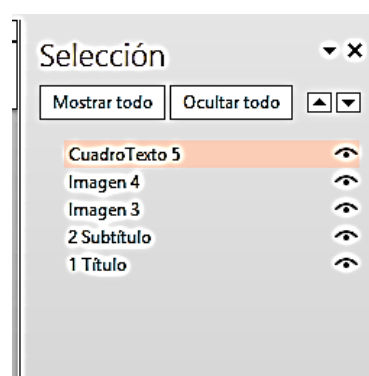 Selección
Mostrar todo Ocultar todo
CuadroTexto 5
Imagen 4
Imagen 3
2 Subtítulo
1 Título